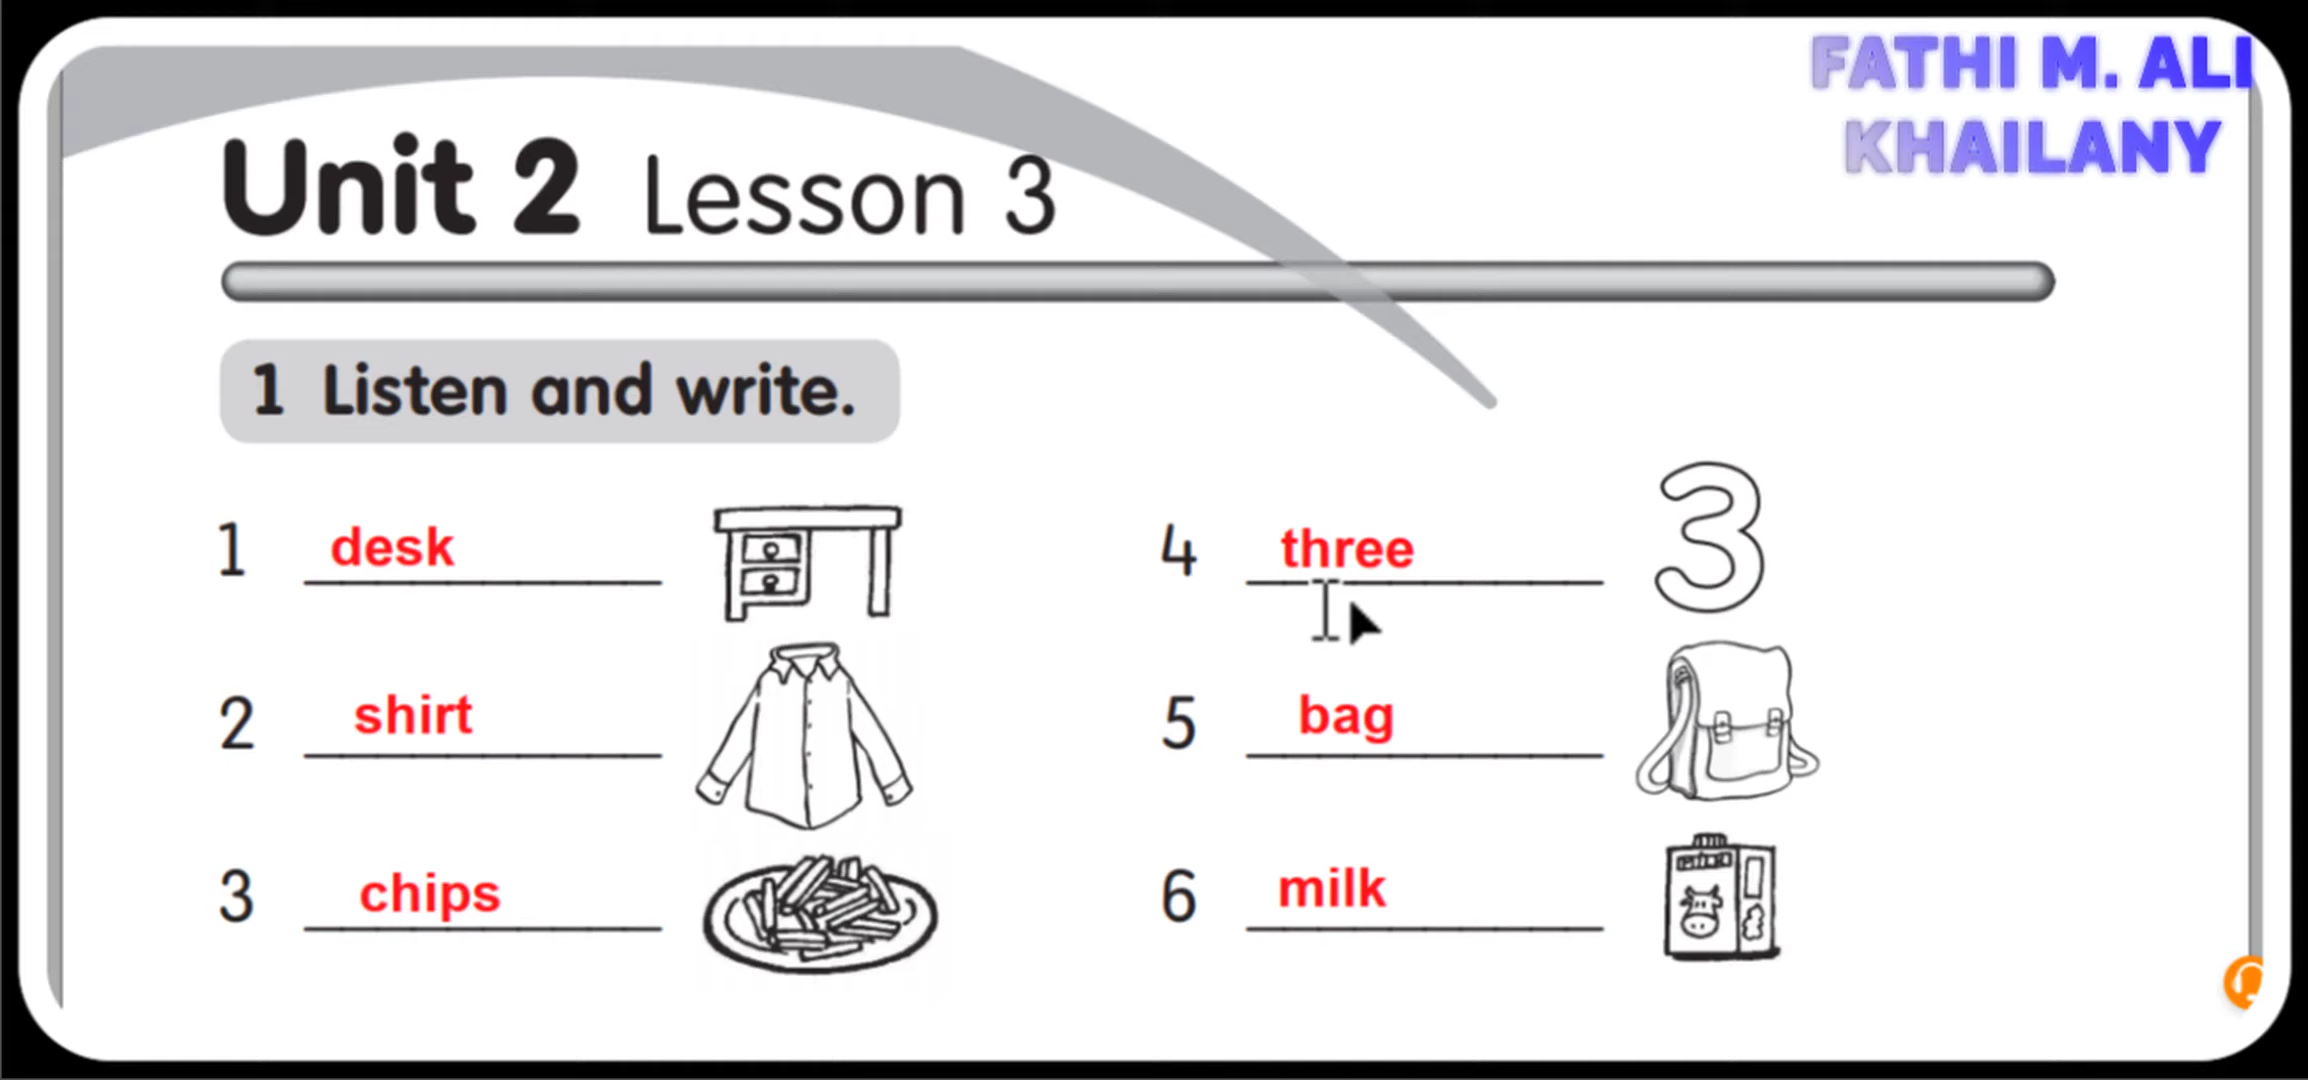 FATHI M. ALI
KHAILANY
Unit 2 Lesson 3
1 Listen and write.
1 desk
2 shirt
3 chips
4 three
3
5 bag
6 milk